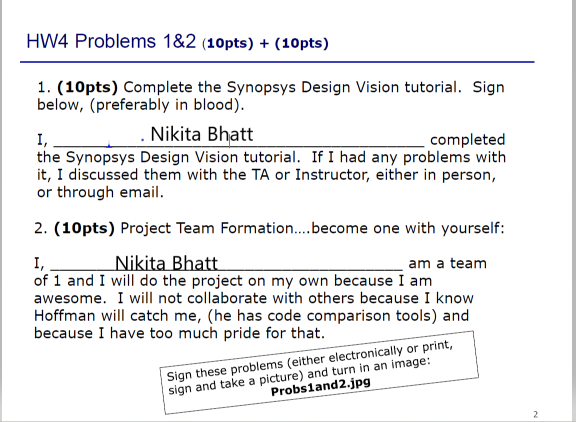 HW4 Problems 1&2 (10pts) + (10pts)
1. (10pts) Complete the Synopsys Design Vision tutorial. Sign
below, (preferably in blood).
I, . Nikita Bhatt completed
the Synopsys Design Vision tutorial. If I had any problems with
it, I discussed them with the TA or Instructor, either in person,
or through email.
2. (10pts) Project Team Formation....become one with yourself:
I, Nikita Bhatt am a team
of 1 and I will do the project on my own because I am
awesome. I will not collaborate with others because I know
Hoffman will catch me, (he has code comparison tools) and
because I have too much pride for that.
Sign these problems (either electronically or print,
sign and take a picture) and turn in an image:
Probs1and2.jpg
2